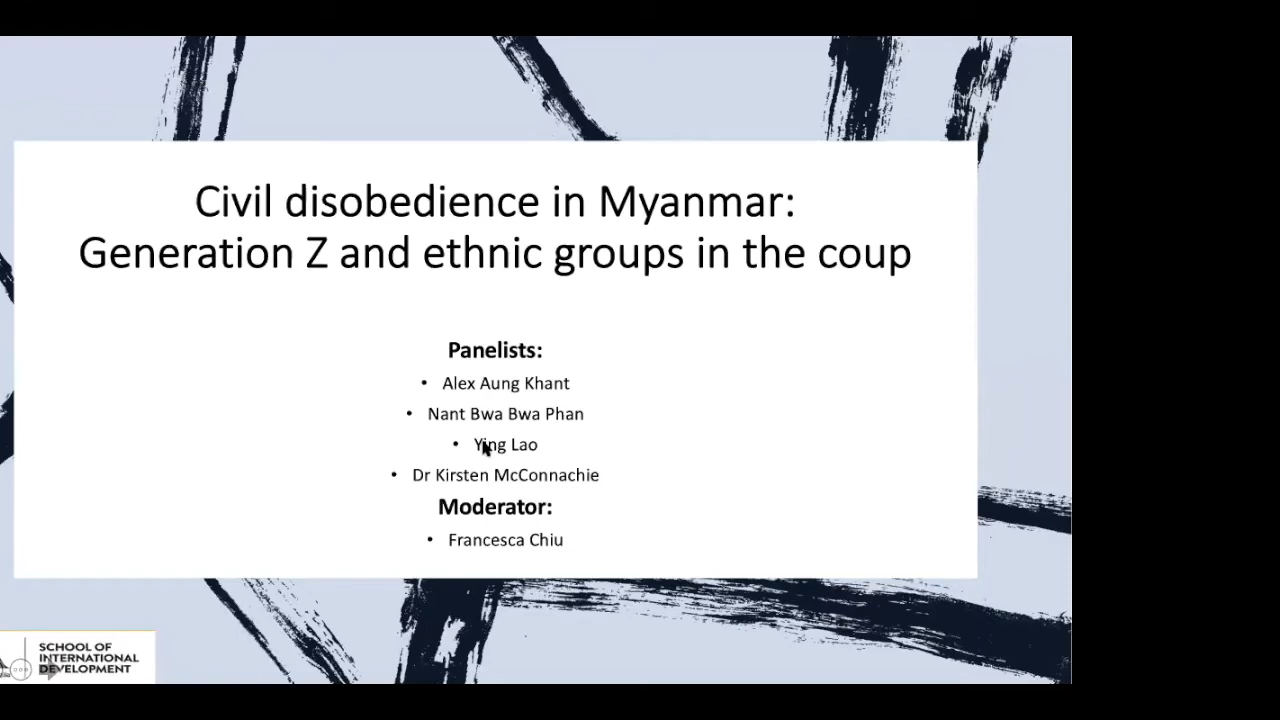 Civil disobedience in Myanmar:
Generation Z and ethnic groups in the coup
Panelists:
• Alex Aung Khant
• Nant Bwa Bwa Phan
• Ying Lao
• Dr Kirsten McConnachie
Moderator:
• Francesca Chiu
SCHOOL OF
INTERNATIONAL
DEVELOPMENT